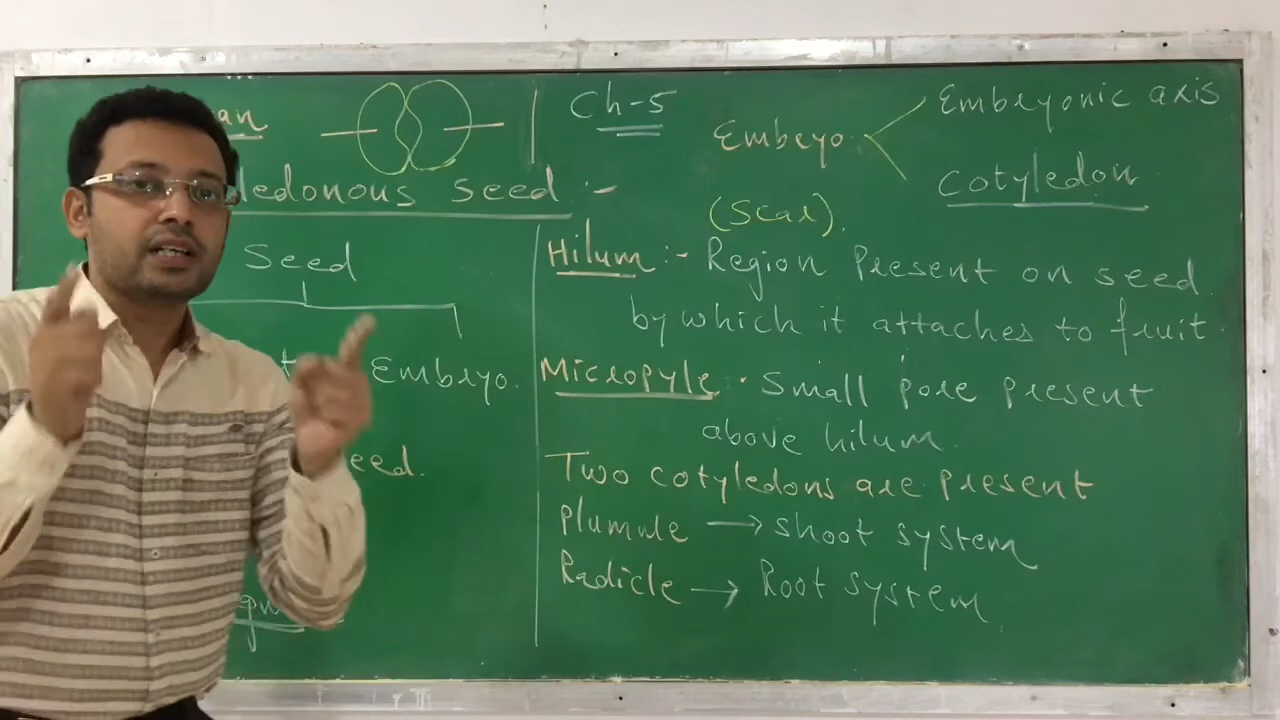 an
Ch-5
Embryo
Embryonic axis
Cotyledon
ledonous Seed :-
(Scar).
Seed
Embryo.
eed.
Hilum :- Region Present on seed
by which it attaches to fruit.
Micropyle . Small pore present
above hilum.
Two cotyledons are present
Plumule → shoot system
Radicle → Root system